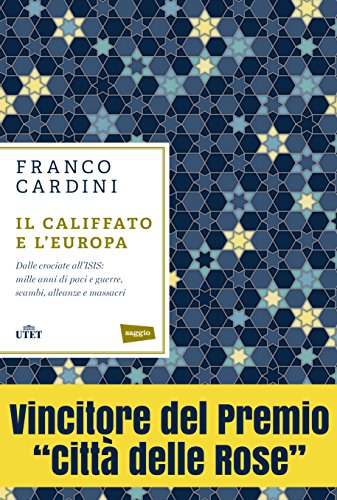 FRANCO
CARDINI
IL CALIFFATO
E L'EUROPA
Dalle crociate all'ISIS:
mille anni di paci e guerre,
scambi, alleanze e massacri
UTET
saggio
Vincitore del Premio
“Città delle Rose”